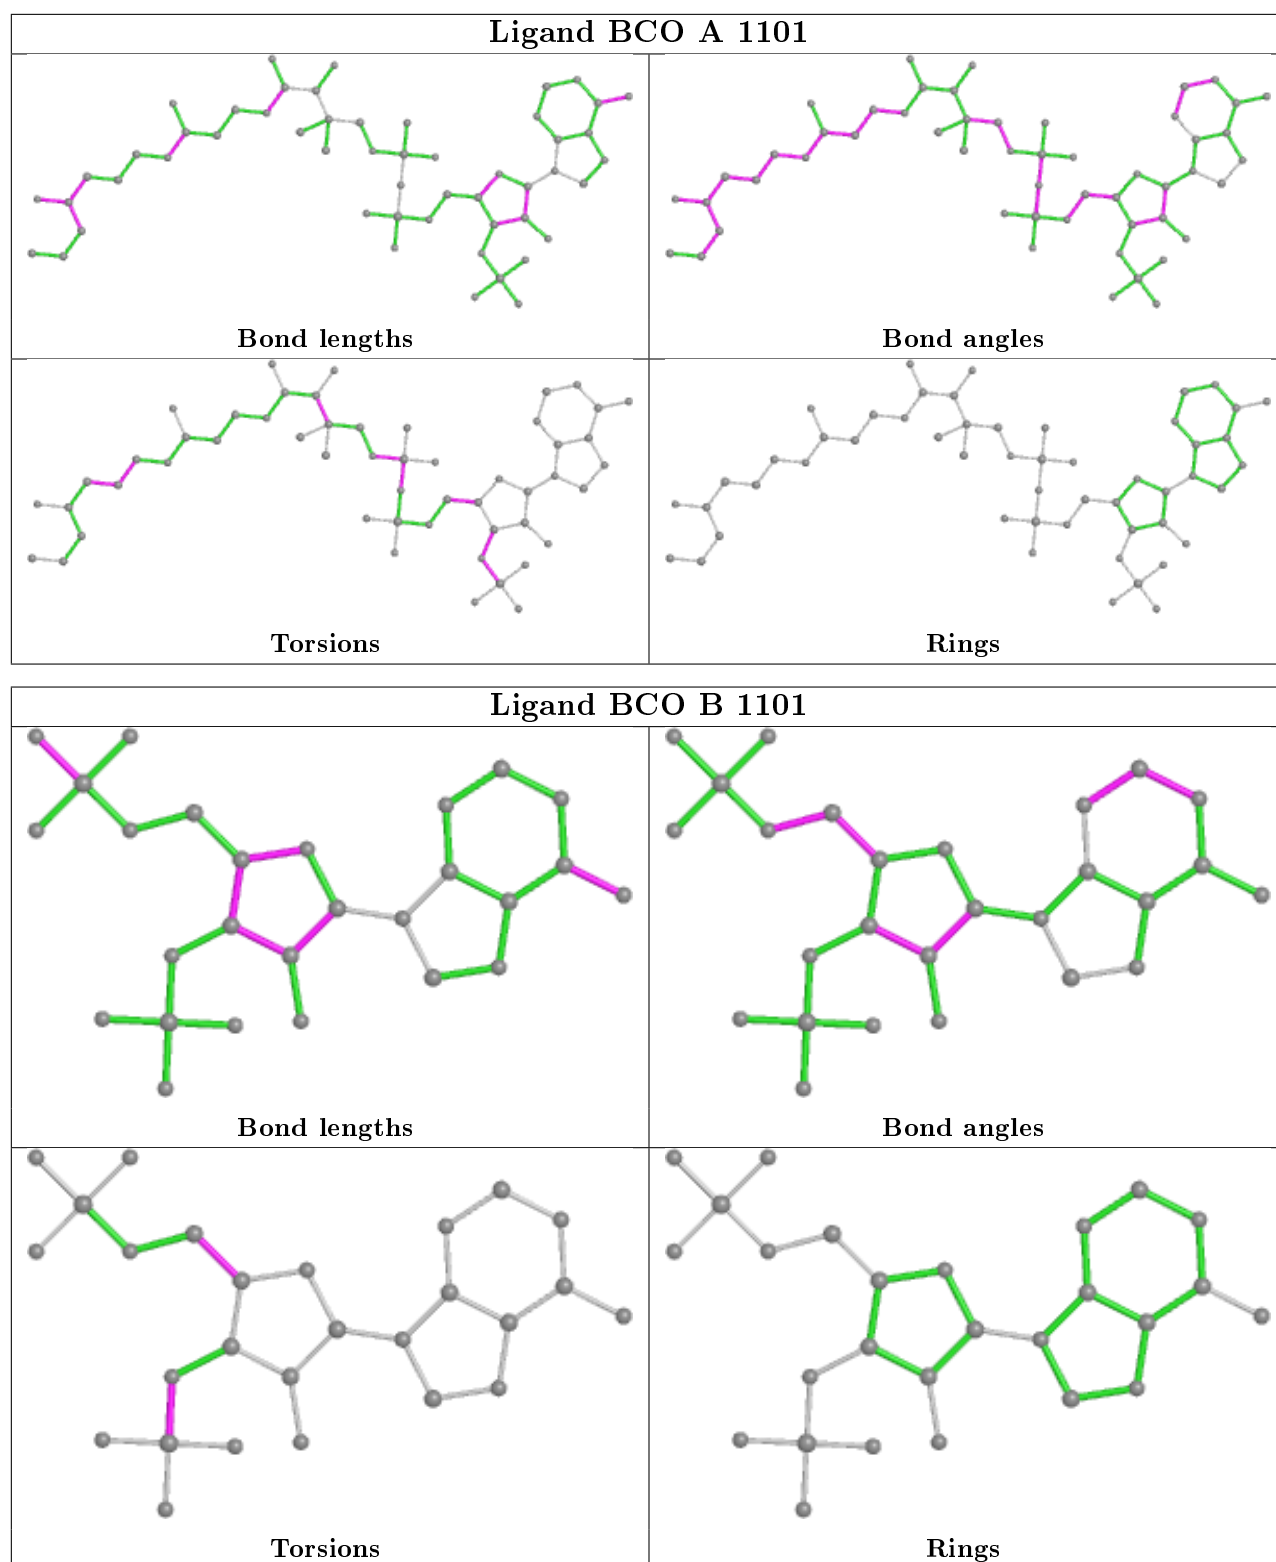 Ligand BCO A 1101
Bond lengths
Bond angles
Torsions
Rings
Ligand BCO B 1101
Bond lengths
Bond angles
Torsions
Rings